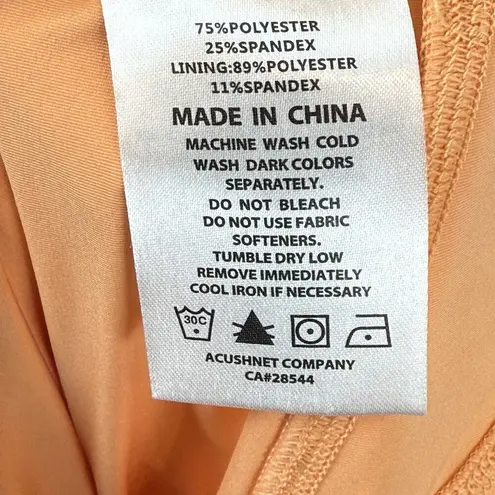 75%POLYESTER
25%SPANDEX
LINING:89%POLYESTER
11%SPANDEX
MADE IN CHINA
MACHINE WASH COLD
WASH DARK COLORS
SEPARATELY.
DO NOT BLEACH
DO NOT USE FABRIC
SOFTENERS.
TUMBLE DRY LOW
REMOVE IMMEDIATELY
COOL IRON IF NECESSARY
30C
ACUSHNET COMPANY
CA#28544